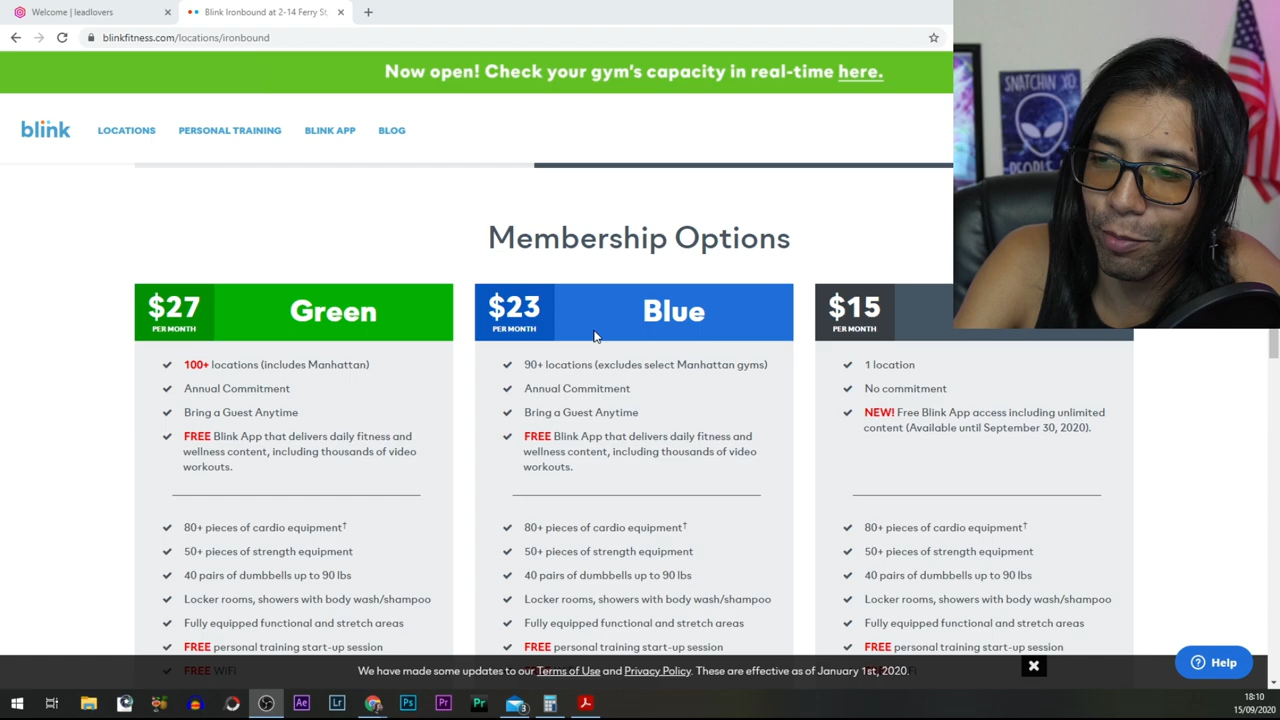 Welcome | leadlovers
Blink Ironbound at 2-14 Ferry St,
blinkfitness.com/locations/ironbound
Now open! Check your gym's capacity in real-time here.
blink
LOCATIONS
PERSONAL TRAINING
BLINK APP
BLOG
SNATCHIN YO
PEOPLE
Membership Options
$27
PER MONTH
Green
100+ locations (includes Manhattan)
Annual Commitment
Bring a Guest Anytime
FREE Blink App that delivers daily fitness and
wellness content, including thousands of video
workouts.
80+ pieces of cardio equipment†
50+ pieces of strength equipment
40 pairs of dumbbells up to 90 lbs
Locker rooms, showers with body wash/shampoo
Fully equipped functional and stretch areas
FREE personal training start-up session
FREE WiFi
$23
PER MONTH
Blue
90+ locations (excludes select Manhattan gyms)
Annual Commitment
Bring a Guest Anytime
FREE Blink App that delivers daily fitness and
wellness content, including thousands of video
workouts.
80+ pieces of cardio equipment†
50+ pieces of strength equipment
40 pairs of dumbbells up to 90 lbs
Locker rooms, showers with body wash/shampoo
Fully equipped functional and stretch areas
FREE personal training start-up session
$15
PER MONTH
1 location
No commitment
NEW! Free Blink App access including unlimited
content (Available until September 30, 2020).
80+ pieces of cardio equipment†
50+ pieces of strength equipment
40 pairs of dumbbells up to 90 lbs
Locker rooms, showers with body wash/shampoo
Fully equipped functional and stretch areas
FREE personal training start-up session
We have made some updates to our Terms of Use and Privacy Policy. These are effective as of January 1st, 2020.
Help
Ae
Lrc
Ps
Pr
Pr
3
18:10
15/09/2020